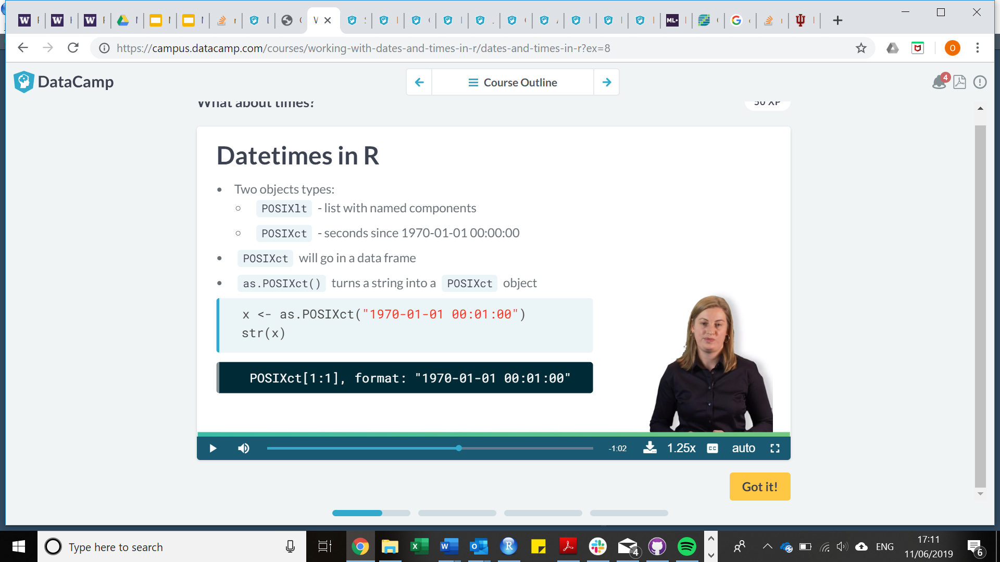 https://campus.datacamp.com/courses/working-with-dates-and-times-in-r/dates-and-times-in-r?ex=8
O
DataCamp
Course Outline
4
What about times?
50 XP
Datetimes in R
Two objects types:
POSIXlt - list with named components
POSIXct - seconds since 1970-01-01 00:00:00
POSIXct will go in a data frame
as.POSIXct() turns a string into a POSIXct object
x <- as.POSIXct("1970-01-01 00:01:00")
str(x)
POSIXct[1:1], format: "1970-01-01 00:01:00"
-1:02
1.25x
CC
auto
Got it!
Type here to search
4
ENG
17:11
11/06/2019
6